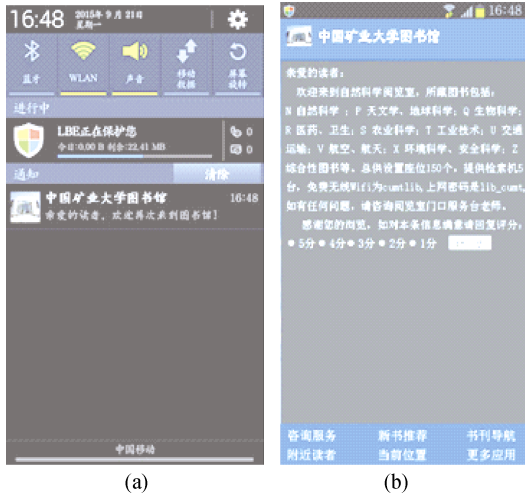 16:48
2015年9月21日
星期一
蓝牙
WLAN
声音
移动
数据
屏幕
旋转
进行中
LBE正在保护您
今日:0.00 B 剩余:22.41 MB
0
0
通知
清除
中国矿业大学图书馆
16:48
亲爱的读者，欢迎再次来到图书馆！
中国移动
(a)
16:48
中国矿业大学图书馆
亲爱的读者：
欢迎来到自然科学阅览室，所藏图书包括：
N 自然科学 ；P 天文学、地球科学；Q 生物科学；
R 医药、卫生；S 农业科学；T 工业技术；U 交通
运输；V 航空、航天；X 环境科学、安全科学；Z
综合性图书等。总供设置座位150个，提供检索机5
台，免费无线Wifi为cumtlib,上网密码是lib_cumt,
如有任何问题，请咨询阅览室门口服务台老师。
感谢您的浏览，如对本条信息满意请回复评分，
5分 4分 3分 2分 1分
咨询服务 新书推荐 书刊导航
附近读者 当前位置 更多应用
(b)